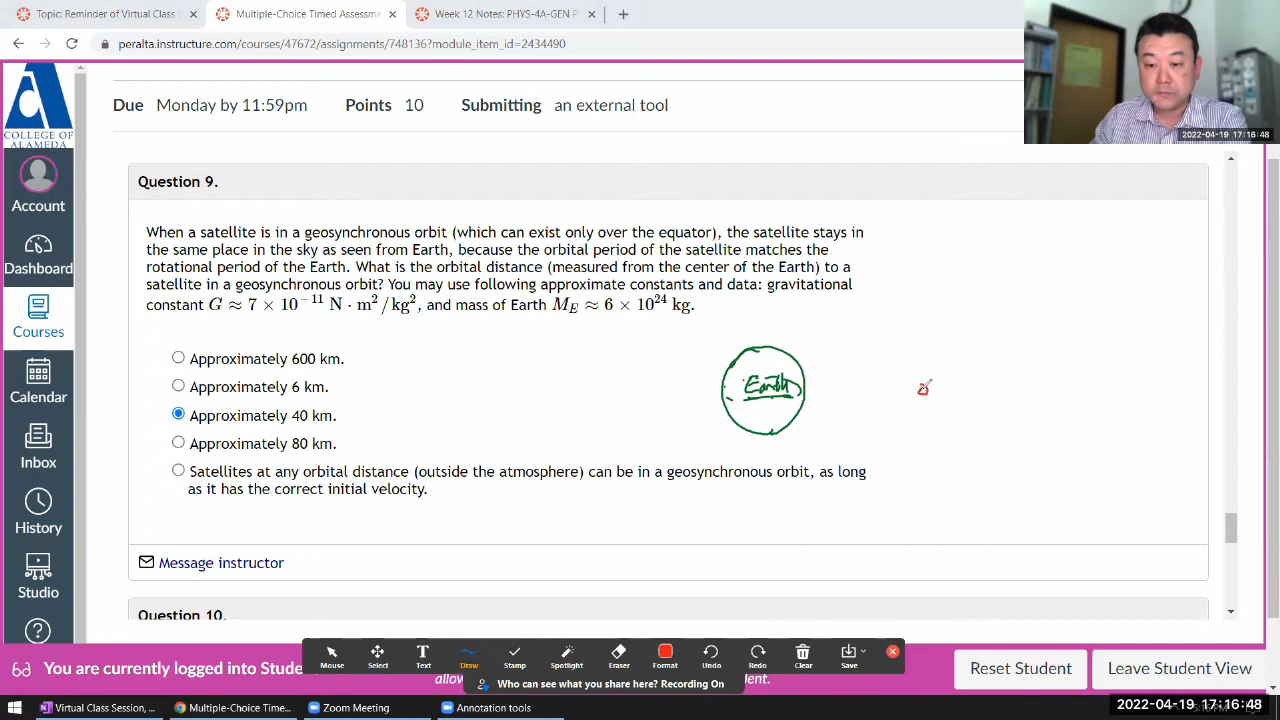 Topic: Reminder of Virtual Class S
Multiple-Choice Timed Assessme
Week 12 Notes: PHYS-4A-GEN P
peralta.instructure.com/courses/47672/assignments/748136?module_item_id=2434490
2022-04-19 17:16:48
COLLEGE OF
ALAMEDA
Account
Dashboard
Courses
Calendar
Inbox
History
Studio
Due Monday by 11:59pm Points 10 Submitting an external tool
Question 9.
When a satellite is in a geosynchronous orbit (which can exist only over the equator), the satellite stays in
the same place in the sky as seen from Earth, because the orbital period of the satellite matches the
rotational period of the Earth. What is the orbital distance (measured from the center of the Earth) to a
satellite in a geosynchronous orbit? You may use following approximate constants and data: gravitational
constant G ≈ 7 × 10⁻¹¹ N · m²/kg², and mass of Earth M_E ≈ 6 × 10²⁴ kg.
Approximately 600 km.
Approximately 6 km.
Approximately 40 km.
Approximately 80 km.
Satellites at any orbital distance (outside the atmosphere) can be in a geosynchronous orbit, as long
as it has the correct initial velocity.
Earth
Message instructor
Question 10.
Mouse Select Text Draw Stamp Spotlight Eraser Format Undo Redo Clear Save
Who can see what you share here? Recording On
You are currently logged into Stude
Reset Student
Leave Student View
Virtual Class Session, ...
Multiple-Choice Time...
Zoom Meeting
Annotation tools
2022-04-19 17:16:48